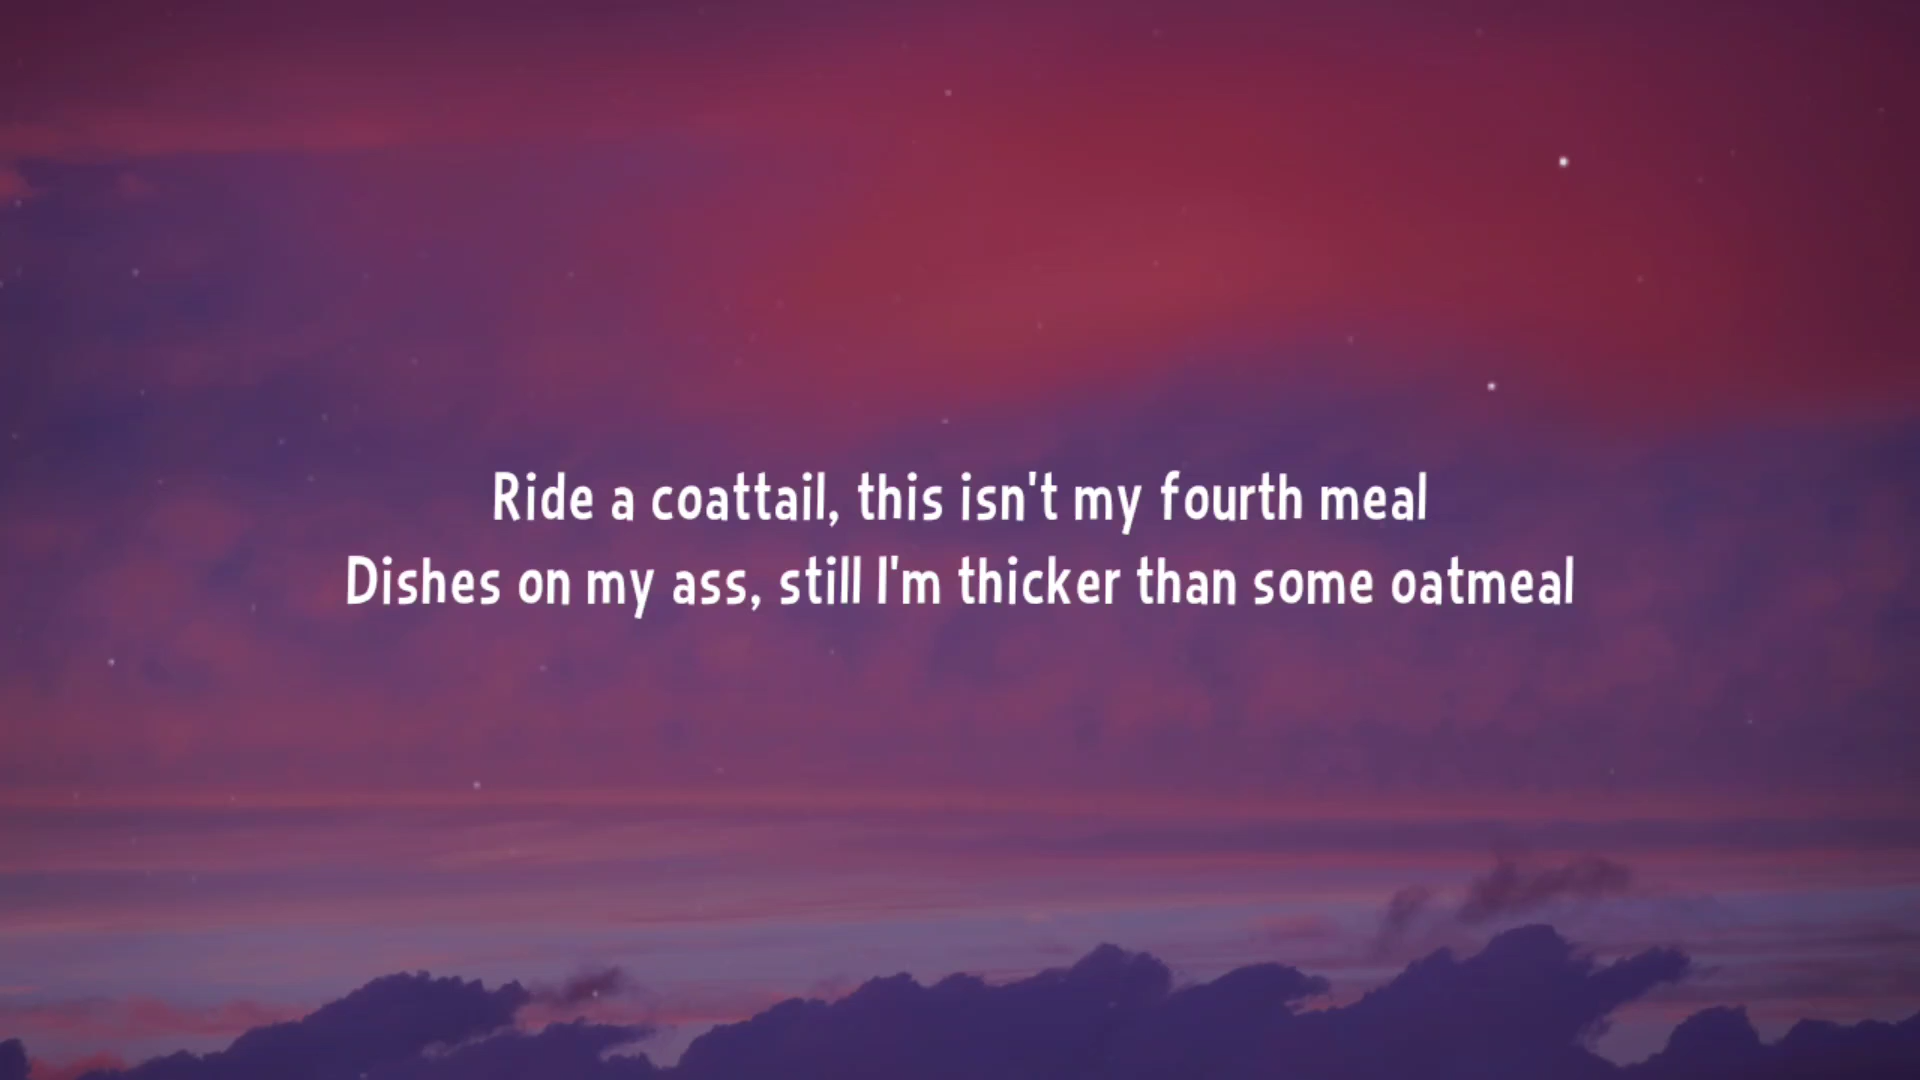 Ride a coattail, this isn't my fourth meal
Dishes on my ass, still I'm thicker than some oatmeal